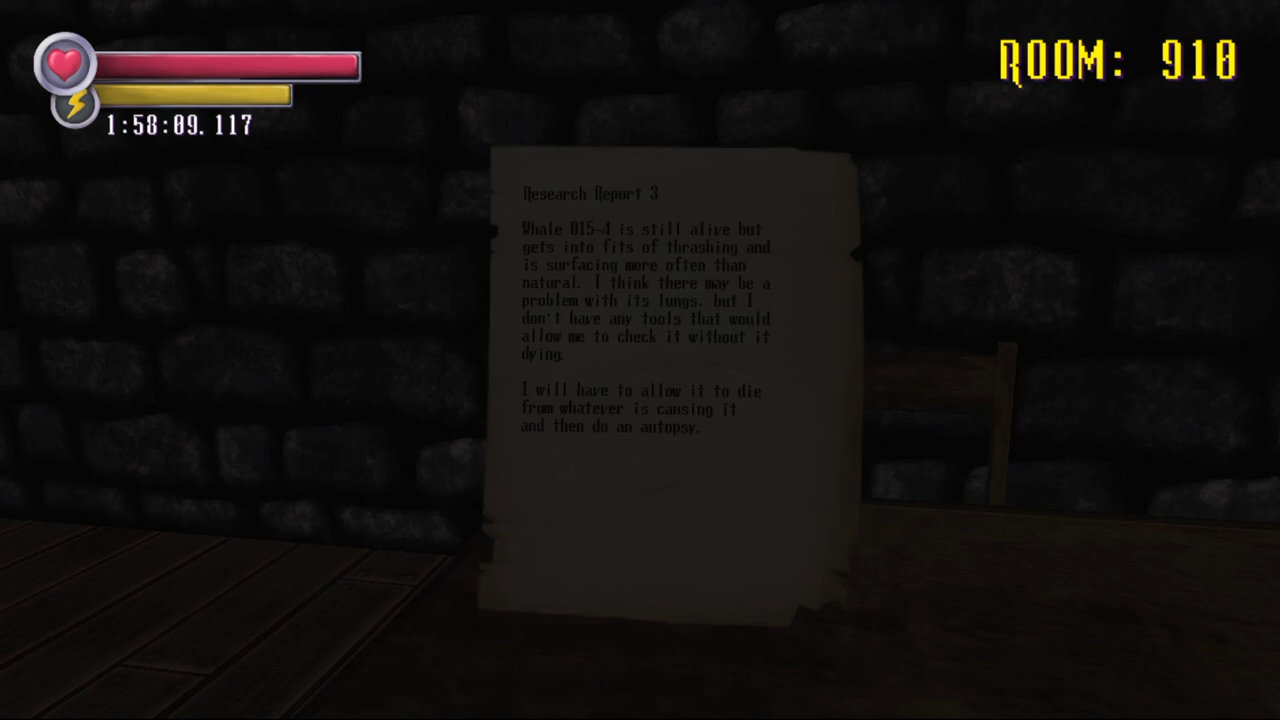 ROOM: 910
1:58:09.117
Research Report 3
Whale 015-4 is still alive but
gets into fits of thrashing and
is surfacing more often than
natural. I think there may be a
problem with its lungs, but I
don't have any tools that would
allow me to check it without it
dying.
I will have to allow it to die
from whatever is causing it
and then do an autopsy.